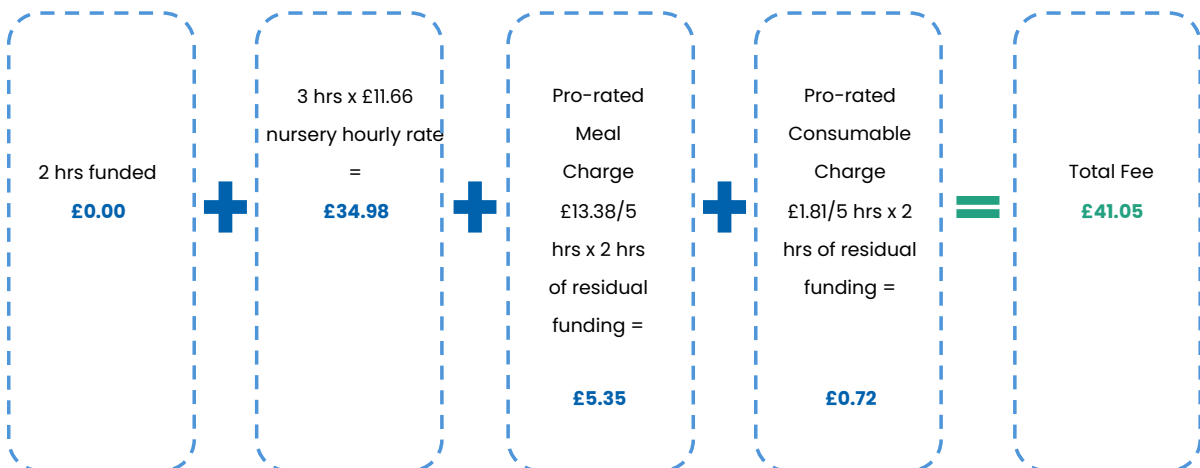 2 hrs funded
£0.00
3 hrs x £11.66
nursery hourly rate
=
£34.98
Pro-rated
Meal
Charge
£13.38/5
hrs x 2 hrs
of residual
funding =
£5.35
Pro-rated
Consumable
Charge
£1.81/5 hrs x 2
hrs of residual
funding =
£0.72
Total Fee
£41.05